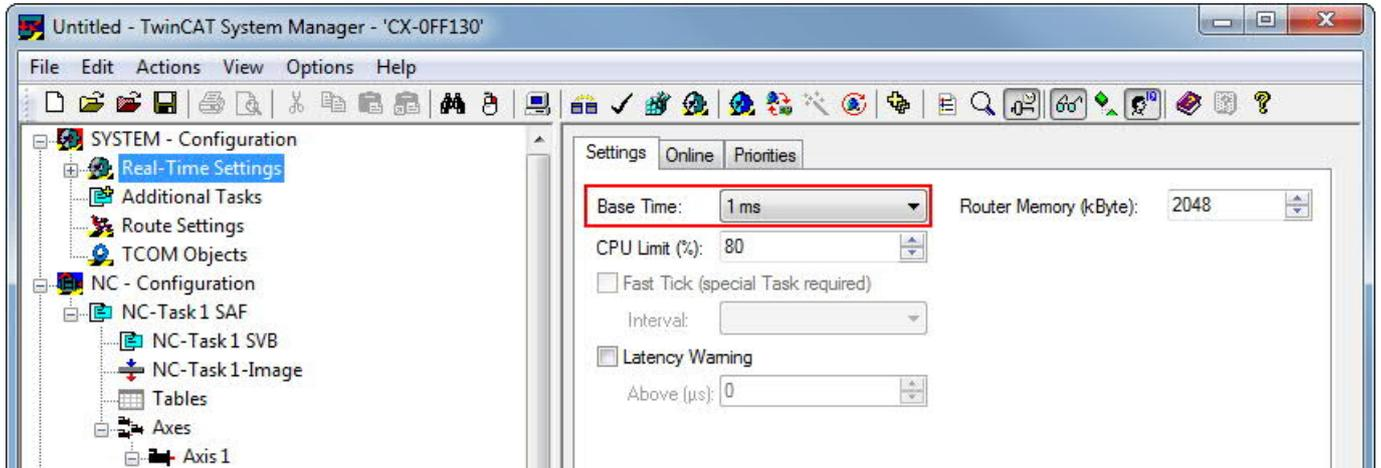 Untitled - TwinCAT System Manager - 'CX-0FF130'
File Edit Actions View Options Help
SYSTEM - Configuration
Real-Time Settings
Additional Tasks
Route Settings
TCOM Objects
NC - Configuration
NC-Task 1 SAF
NC-Task 1 SVB
NC-Task 1-Image
Tables
Axes
Axis 1
Settings Online Priorities
Base Time: 1 ms Router Memory (kByte): 2048
CPU Limit (%): 80
Fast Tick (special Task required)
Interval:
Latency Warning
Above (µs): 0